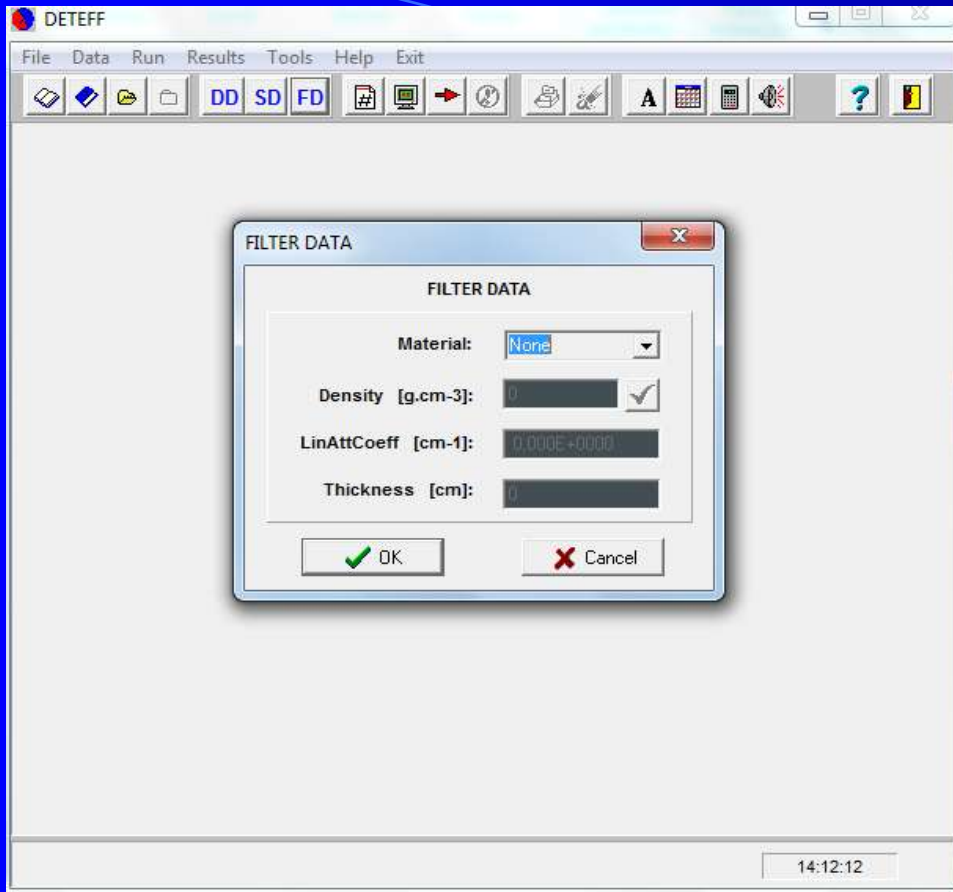 DETEFF
File Data Run Results Tools Help Exit
DD SD FD # A ?
FILTER DATA
FILTER DATA
Material: None
Density [g.cm-3]: 0
LinAttCoeff [cm-1]: 0.000E+0000
Thickness [cm]: 0
OK Cancel
14:12:12